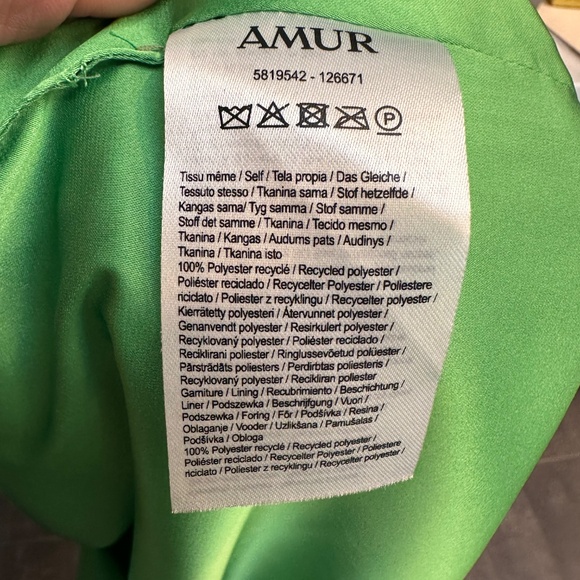 AMUR
5819542 - 126671
P
Tissu même / Self / Tela propia / Das Gleiche /
Tessuto stesso / Tkanina sama / Stof hetzelfde /
Kangas sama/ Tyg samma / Stof samme /
Stoff det samme / Tkanina / Tecido mesmo /
Tkanina / Kangas / Audums pats / Audinys /
Tkanina / Tkanina isto
100% Polyester recyclé / Recycled polyester /
Poliéster reciclado / Recycelter Polyester / Poliestere
riciclato / Poliester z recyklingu / Recycelter polyester /
Kierrätetty polyesteri / Återvunnet polyester /
Genanvendt polyester / Resirkulert polyester /
Recyklovaný polyester / Poliéster reciclado /
Reciklirani poliester / Ringlussevõetud polüester /
Pārstrādāts poliesters / Perdirbtas poliesteris /
Recyklovaný polyester / Recikliran poliester
Garniture / Lining / Recubrimiento / Beschichtung /
Liner / Podszewka / Beschrijfging / Vuori /
Podszewka / Foring / Fôr / Podšívka / Resina /
Oblaganje / Vooder / Uzlikšana / Pamušalas /
Podšívka / Obloga
100% Polyester recyclé / Recycled polyester /
Poliéster reciclado / Recycelter Polyester / Poliestere
riciclato / Poliester z recyklingu / Recycelter polyester /